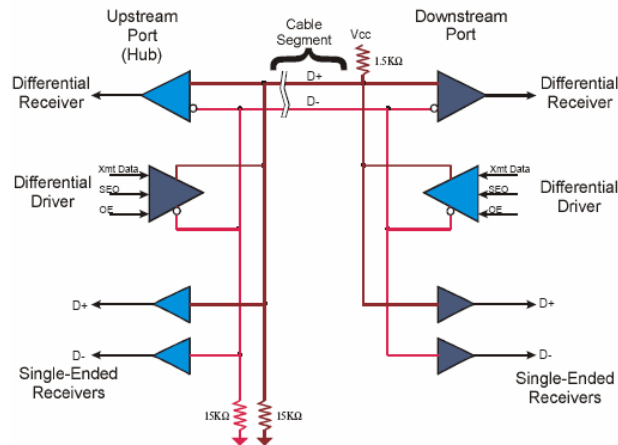 Upstream
Port
(Hub)
Cable
Segment
Downstream
Port
Vcc
1.5KΩ
D+
D-
Differential
Receiver
Differential
Receiver
Xmt Data
SEO
OE
Differential
Driver
Xmt Data
SEO
OE
Differential
Driver
D+
D-
Single-Ended
Receivers
D+
D-
Single-Ended
Receivers
15KΩ
15KΩ